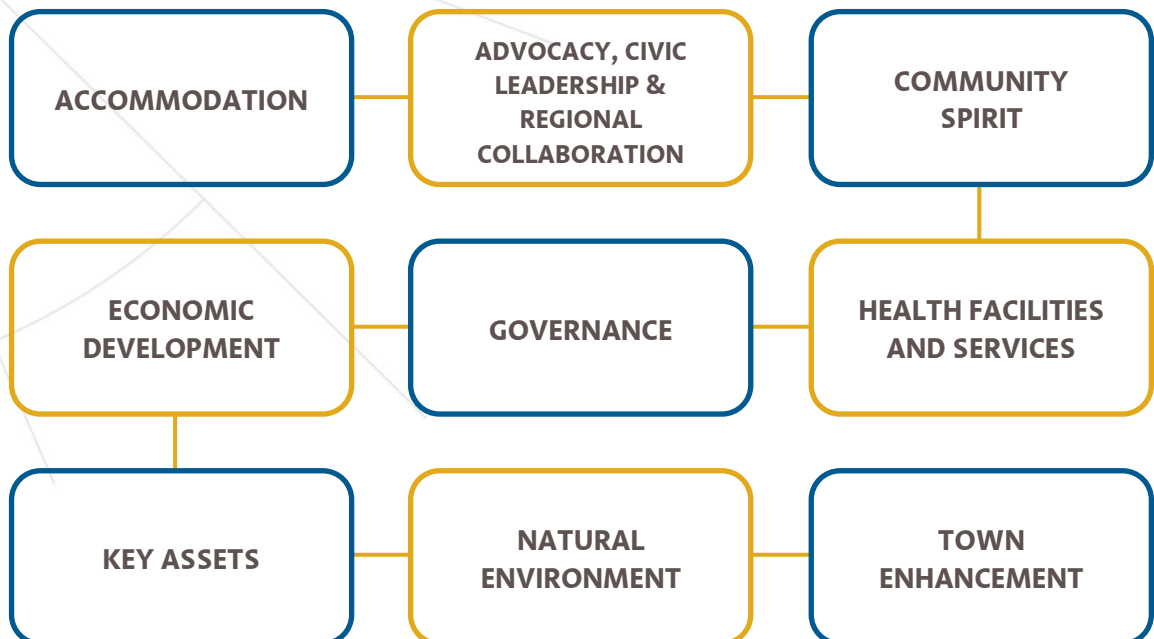 ACCOMMODATION
ADVOCACY, CIVIC
LEADERSHIP &
REGIONAL
COLLABORATION
COMMUNITY
SPIRIT
ECONOMIC
DEVELOPMENT
GOVERNANCE
HEALTH FACILITIES
AND SERVICES
KEY ASSETS
NATURAL
ENVIRONMENT
TOWN
ENHANCEMENT